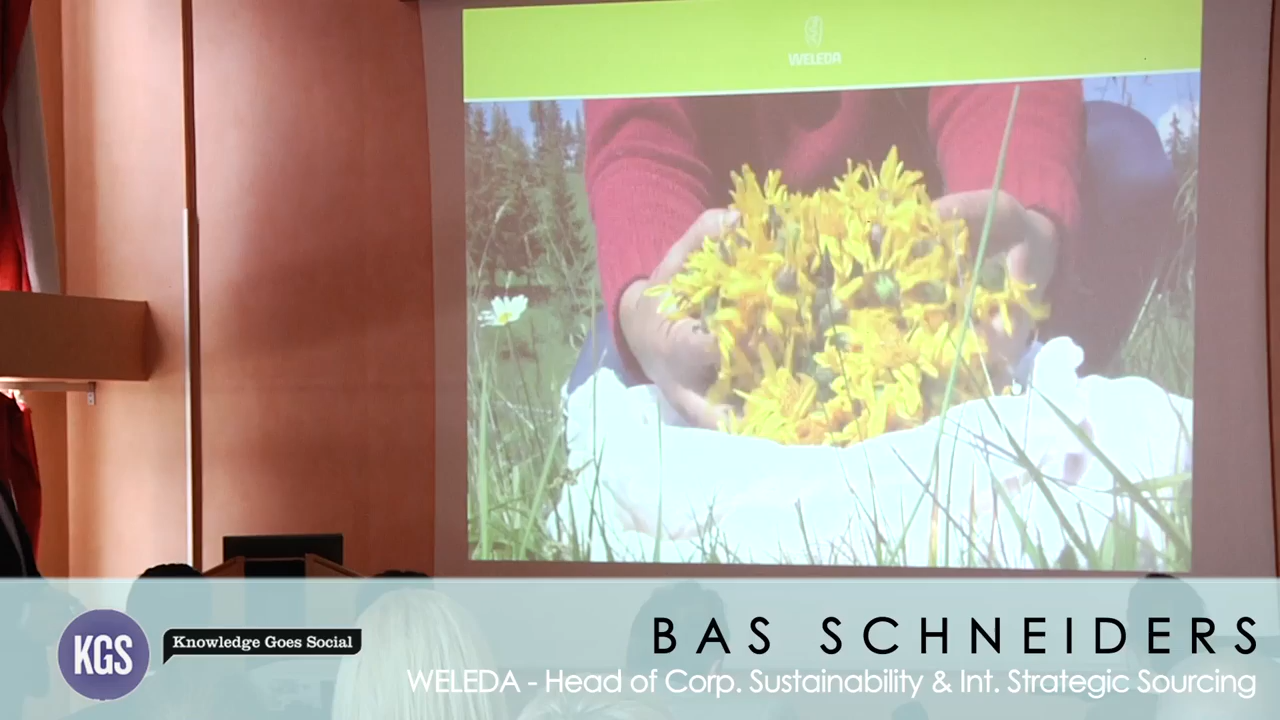 WELEDA
KGS
Knowledge Goes Social
BAS SCHNEIDERS
WELEDA - Head of Corp. Sustainability & Int. Strategic Sourcing